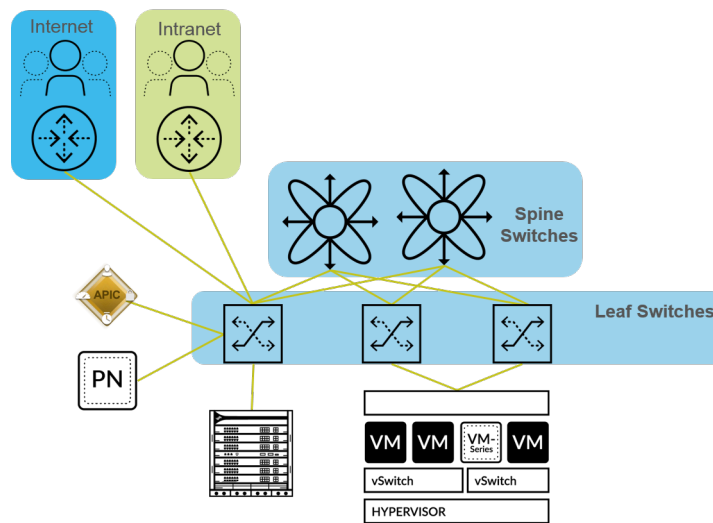 Internet
Intranet
Spine
Switches
APIC
Leaf Switches
PN
VM
VM
VM-
Series
VM
vSwitch
vSwitch
HYPERVISOR